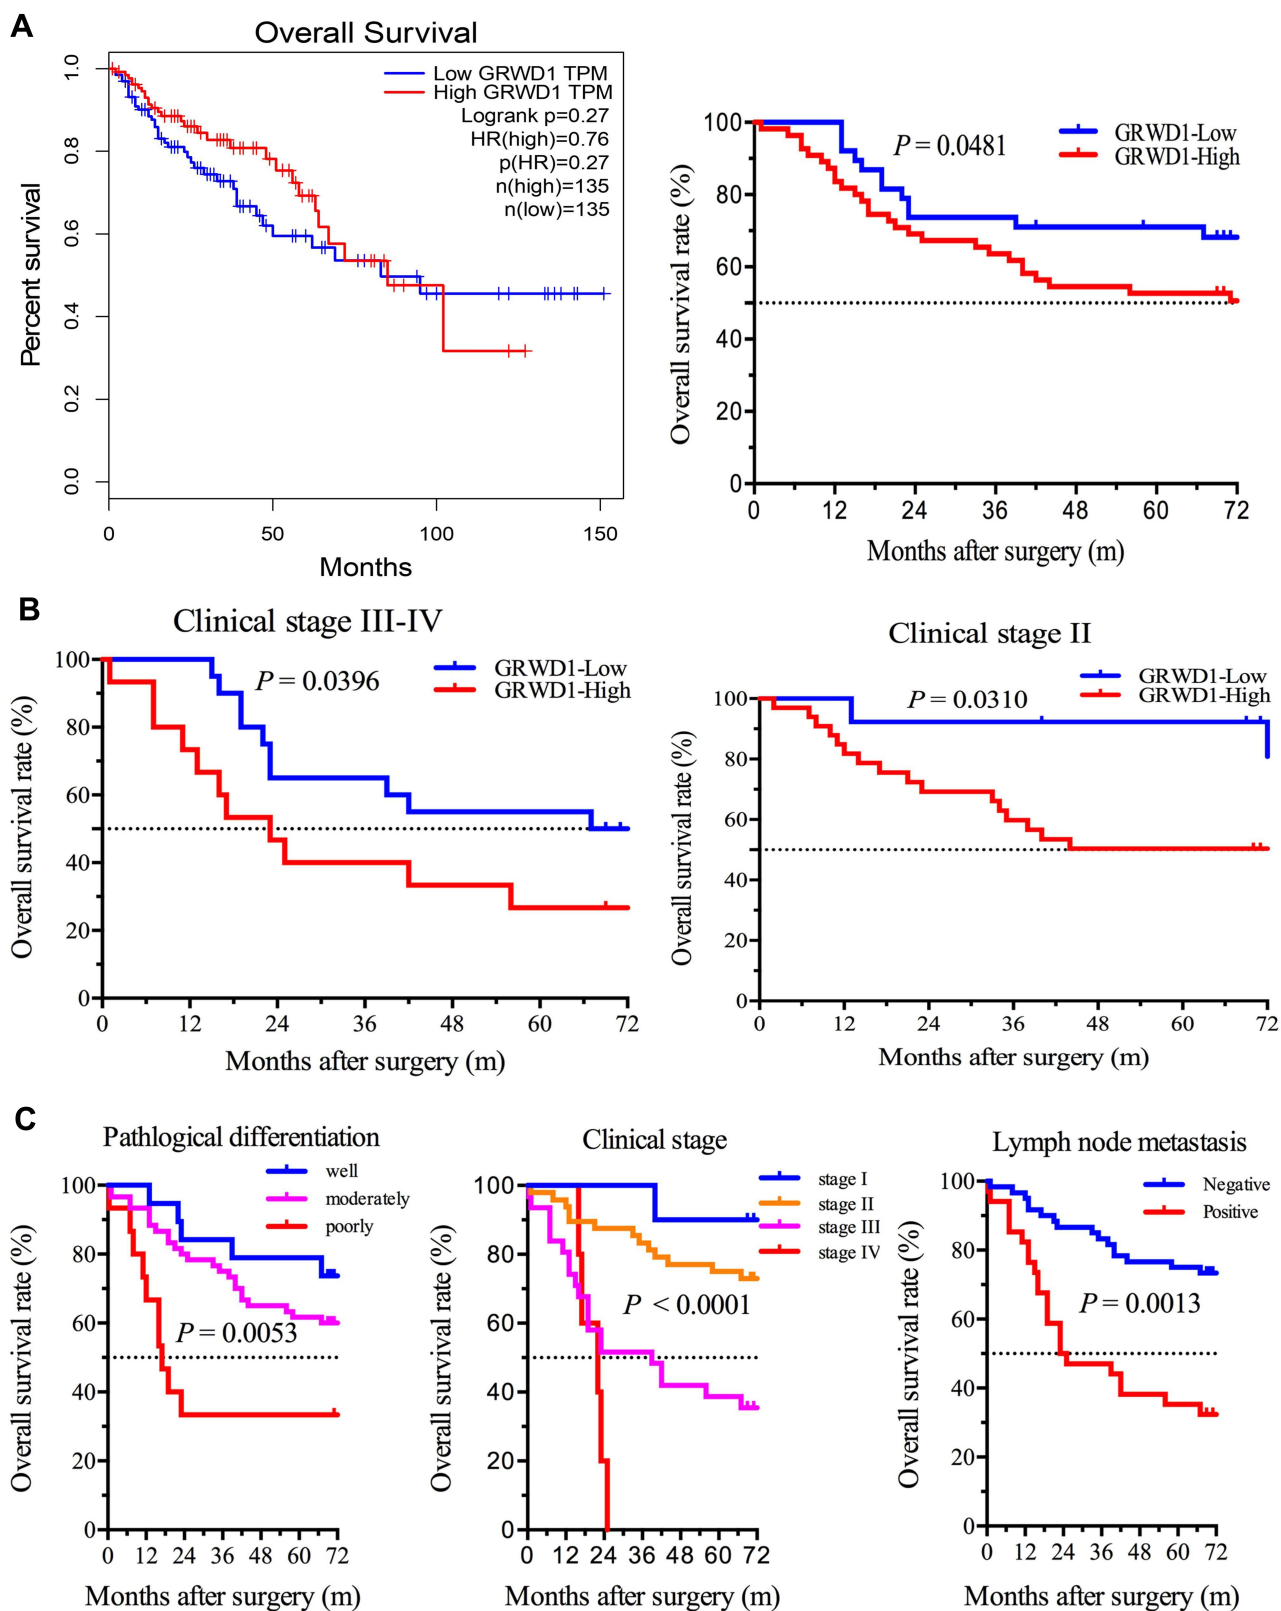 A
Overall Survival
Low GRWD1 TPM
High GRWD1 TPM
Logrank p=0.27
HR(high)=0.76
p(HR)=0.27
n(high)=135
n(low)=135
Percent survival
1.0
0.8
0.6
0.4
0.2
0.0
0 50 100 150
Months
GRWD1-Low
GRWD1-High
P = 0.0481
Overall survival rate (%)
100
80
60
40
20
0
0 12 24 36 48 60 72
Months after surgery (m)
B
Clinical stage III-IV
GRWD1-Low
GRWD1-High
P = 0.0396
Overall survival rate (%)
100
80
60
40
20
0
0 12 24 36 48 60 72
Months after surgery (m)
Clinical stage II
GRWD1-Low
GRWD1-High
P = 0.0310
Overall survival rate (%)
100
80
60
40
20
0
0 12 24 36 48 60 72
Months after surgery (m)
C
Pathlogical differentiation
well
moderately
poorly
P = 0.0053
Overall survival rate (%)
100
80
60
40
20
0
0 12 24 36 48 60 72
Months after surgery (m)
Clinical stage
stage I
stage II
stage III
stage IV
P < 0.0001
Overall survival rate (%)
100
80
60
40
20
0
0 12 24 36 48 60 72
Months after surgery (m)
Lymph node metastasis
Negative
Positive
P = 0.0013
Overall survival rate (%)
100
80
60
40
20
0
0 12 24 36 48 60 72
Months after surgery (m)